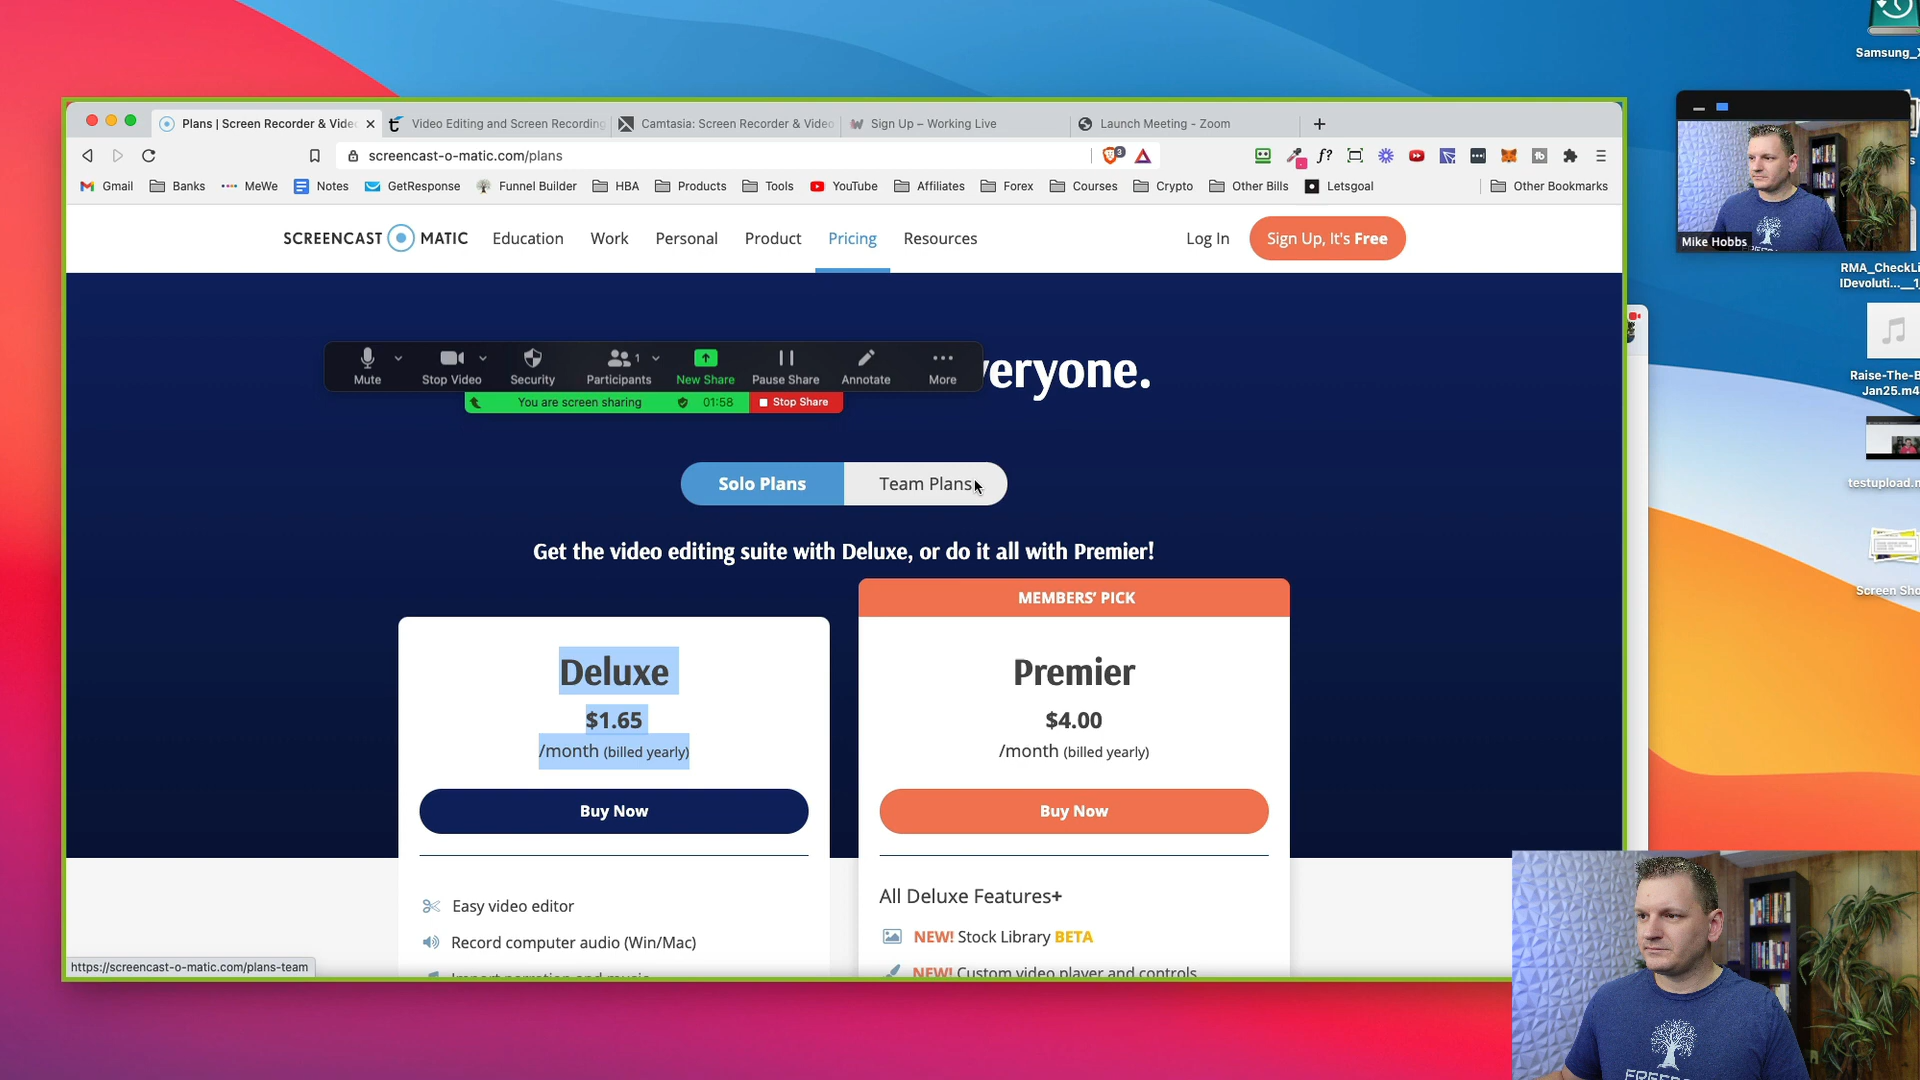 Samsung_X
Plans | Screen Recorder & Vide
Video Editing and Screen Recording
Camtasia: Screen Recorder & Video
Sign Up – Working Live
Launch Meeting - Zoom
screencast-o-matic.com/plans
3
Gmail
Banks
MeWe
Notes
GetResponse
Funnel Builder
HBA
Products
Tools
YouTube
Affiliates
Forex
Courses
Crypto
Other Bills
Letsgoal
Other Bookmarks
SCREENCAST MATIC
Education
Work
Personal
Product
Pricing
Resources
Log In
Sign Up, It's Free
Mike Hobbs
RMA_CheckLi
IDevoluti...__1_
Mute
Stop Video
Security
1
Participants
New Share
Pause Share
Annotate
More
You are screen sharing
01:58
Stop Share
veryone.
Raise-The-B
Jan25.m4
Solo Plans
Team Plans
testupload.m
Get the video editing suite with Deluxe, or do it all with Premier!
Screen Sho
MEMBERS' PICK
Deluxe
$1.65
/month (billed yearly)
Buy Now
Premier
$4.00
/month (billed yearly)
Buy Now
Easy video editor
Record computer audio (Win/Mac)
All Deluxe Features+
NEW! Stock Library BETA
NEW! Custom video player and controls
https://screencast-o-matic.com/plans-team